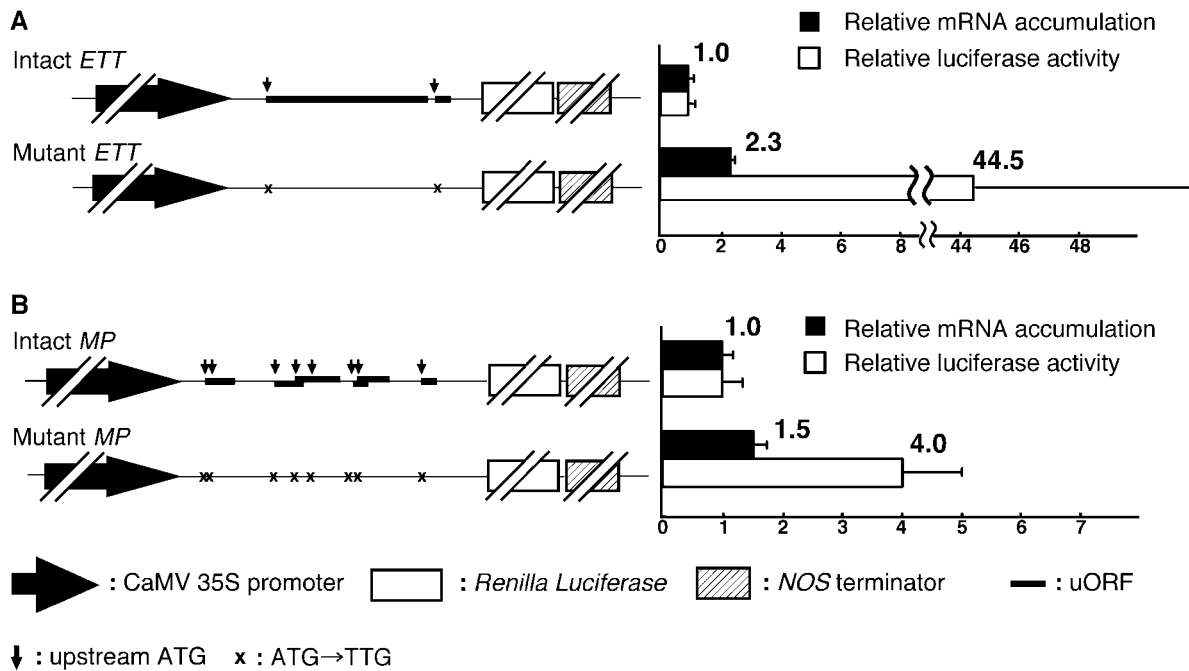 A
Relative mRNA accumulation
Relative luciferase activity
Intact ETT
1.0
Mutant ETT
x x
2.3
44.5
0 2 4 6 8 44 46 48
B
Intact MP
1.0
Relative mRNA accumulation
Relative luciferase activity
Mutant MP
xx x x x xx x
1.5
4.0
0 1 2 3 4 5 6 7
: CaMV 35S promoter
: Renilla Luciferase
: NOS terminator
: uORF
: upstream ATG
x : ATG→TTG